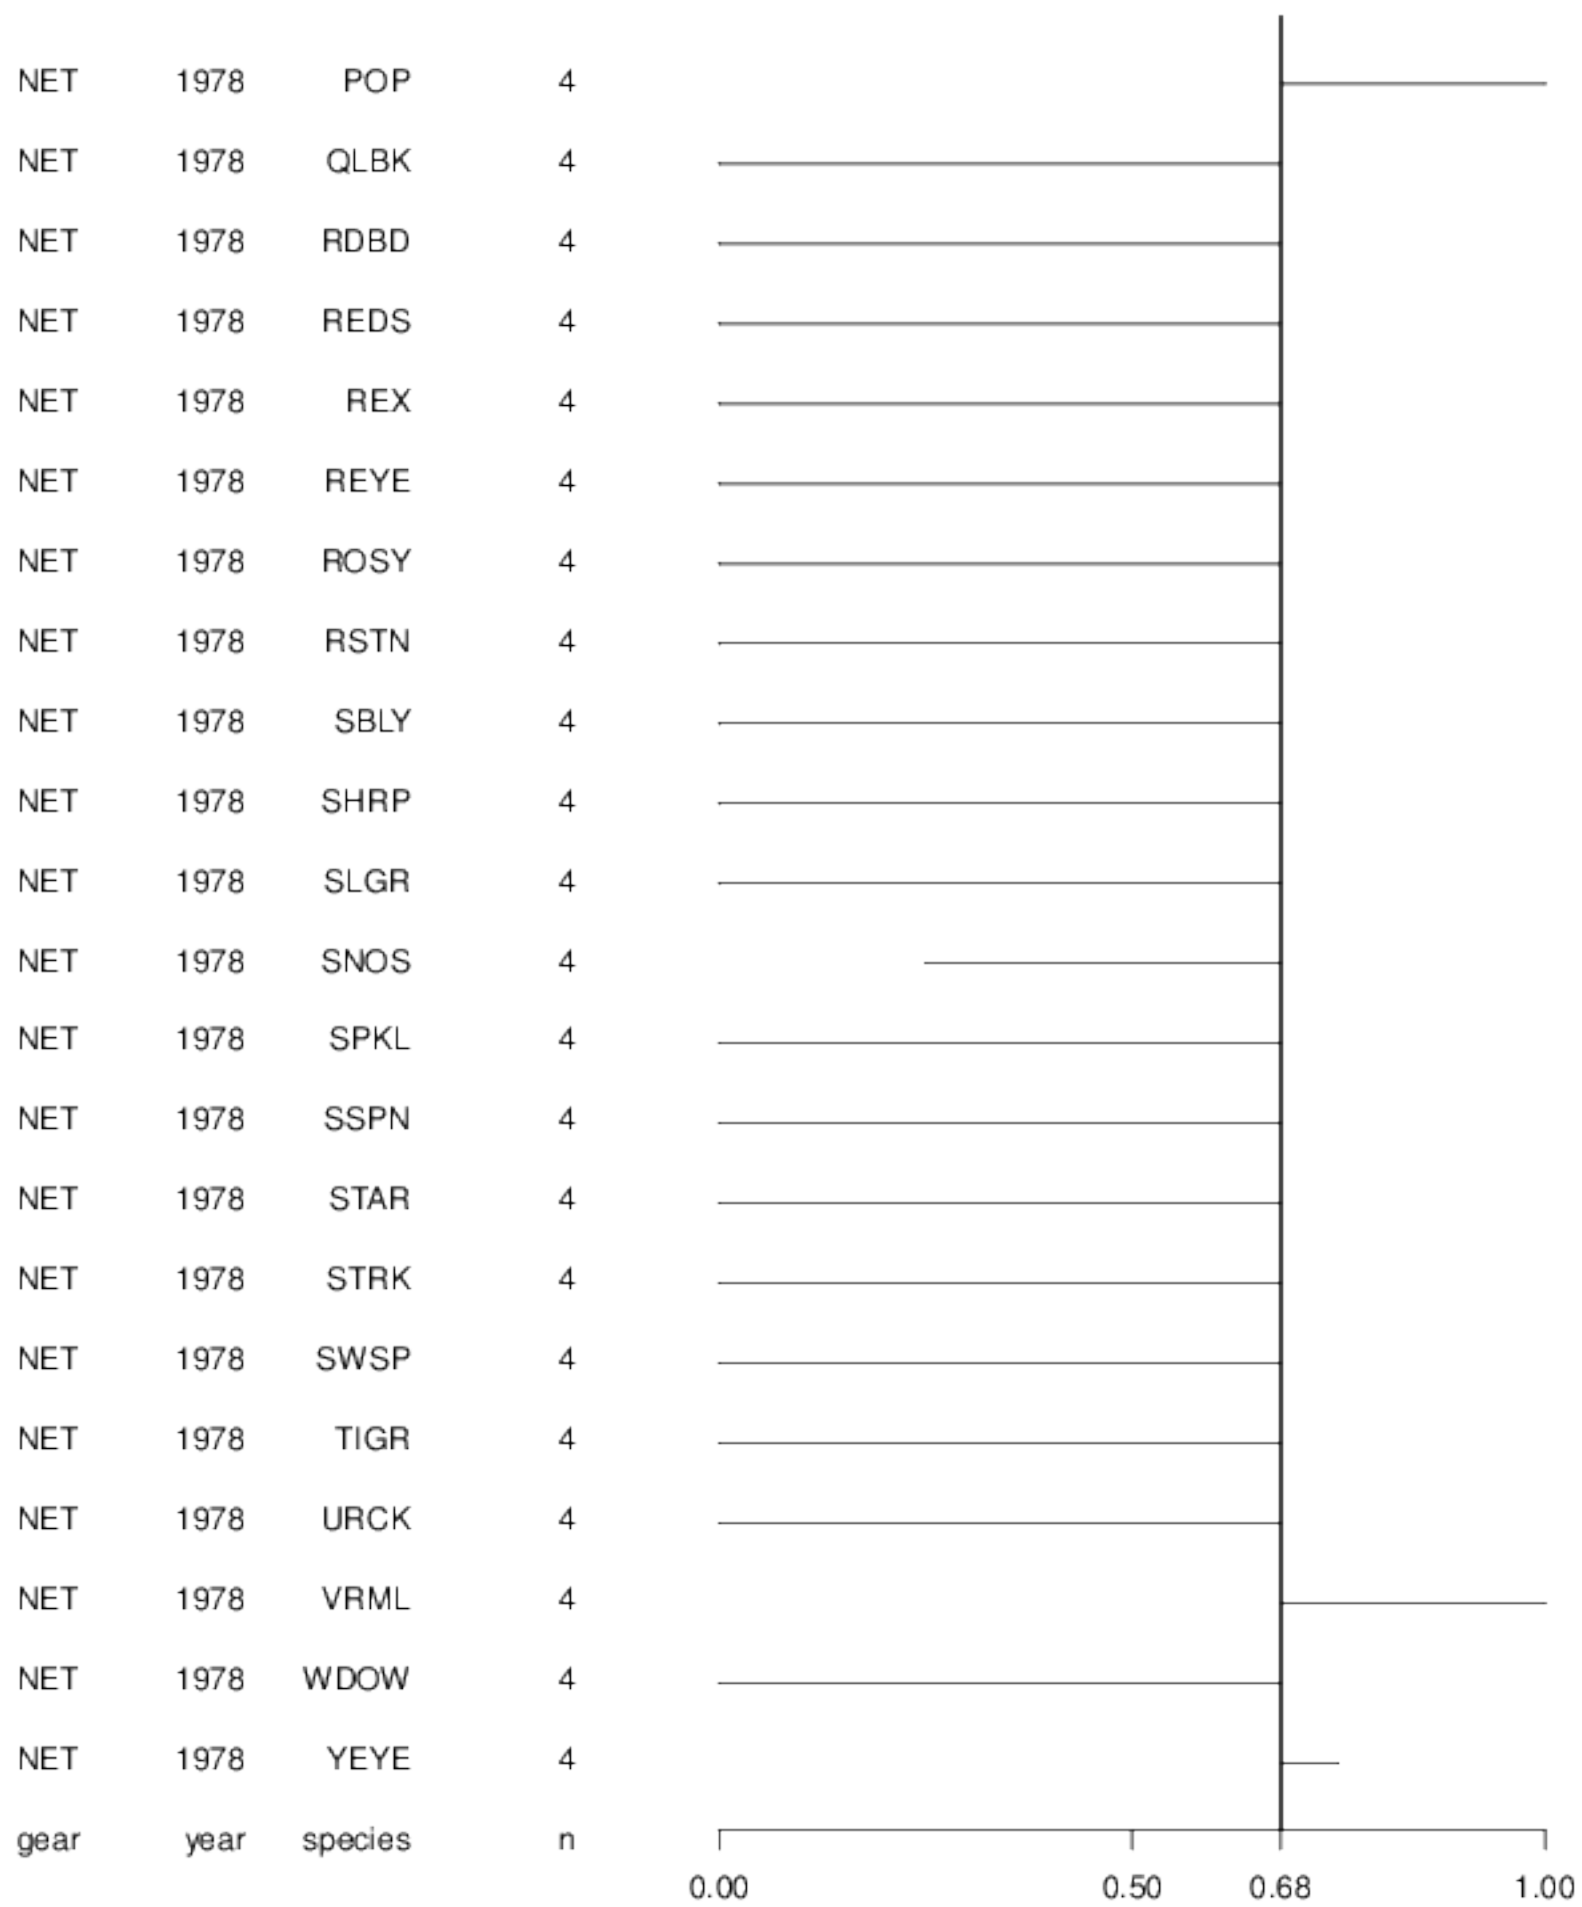 NET 1978 POP 4
NET 1978 QLBK 4
NET 1978 RDBD 4
NET 1978 REDS 4
NET 1978 REX 4
NET 1978 REYE 4
NET 1978 ROSY 4
NET 1978 RSTN 4
NET 1978 SBLY 4
NET 1978 SHRP 4
NET 1978 SLGR 4
NET 1978 SNOS 4
NET 1978 SPKL 4
NET 1978 SSPN 4
NET 1978 STAR 4
NET 1978 STRK 4
NET 1978 SWSP 4
NET 1978 TIGR 4
NET 1978 URCK 4
NET 1978 VRML 4
NET 1978 WDOW 4
NET 1978 YEYE 4
gear year species n
0.00 0.50 0.68 1.00